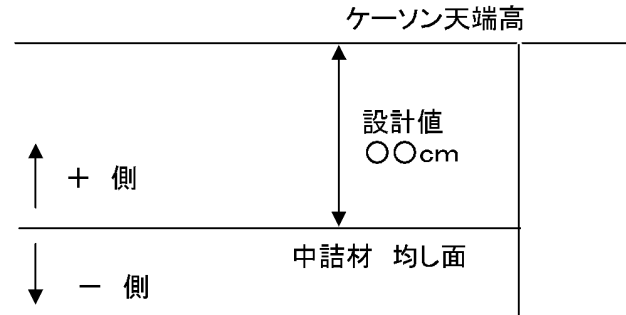 ケーソン天端高
設計値
○○cm
＋ 側
中詰材 均し面
－ 側